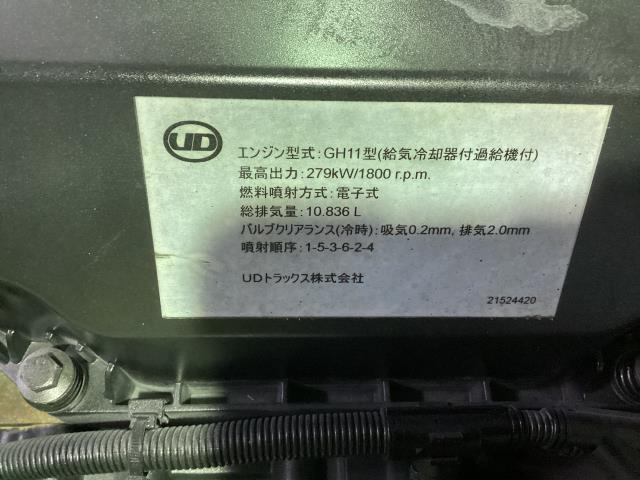 UD
エンジン型式:GH11型(給気冷却器付過給機付)
最高出力:279kW/1800 r.p.m.
燃料噴射方式:電子式
総排気量:10.836 L
バルブクリアランス(冷時):吸気0.2mm, 排気2.0mm
噴射順序:1-5-3-6-2-4
UDトラックス株式会社
21524420